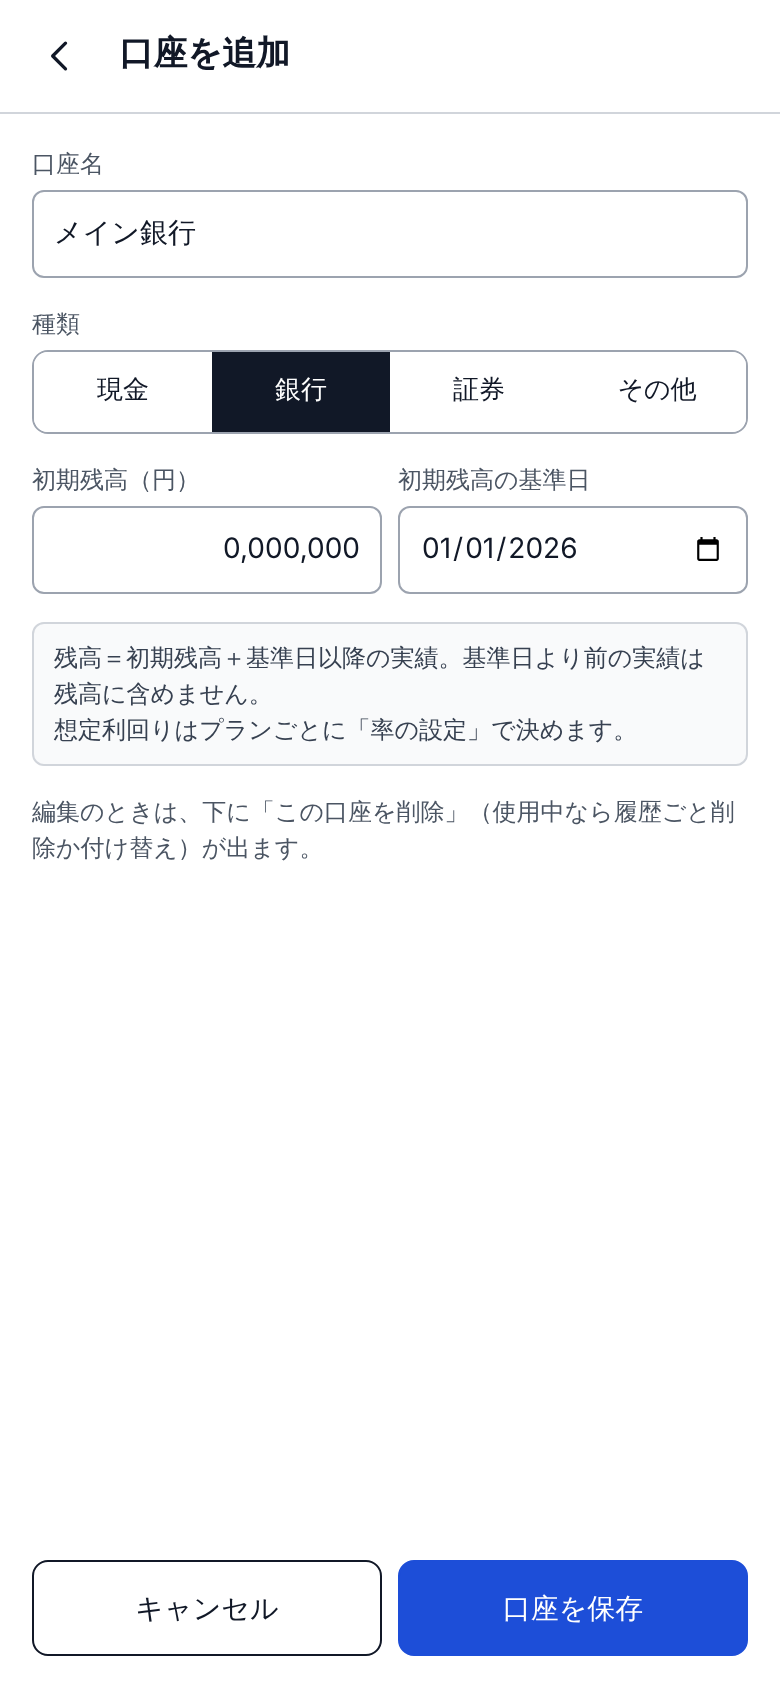 口座を追加
口座名
メイン銀行
種類
現金 銀行 証券 その他
初期残高（円） 初期残高の基準日
0,000,000 01/01/2026
残高＝初期残高＋基準日以降の実績。基準日より前の実績は
残高に含めません。
想定利回りはプランごとに「率の設定」で決めます。
編集のときは、下に「この口座を削除」（使用中なら履歴ごと削
除か付け替え）が出ます。
キャンセル 口座を保存